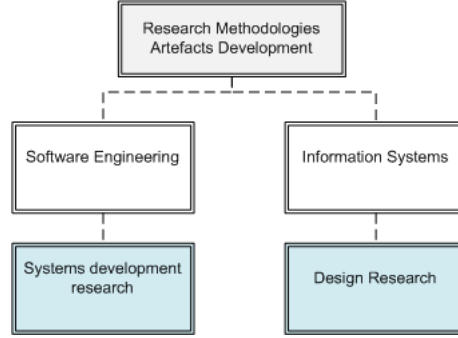 Research Methodologies
Artefacts Development
Software Engineering
Information Systems
Systems development
research
Design Research